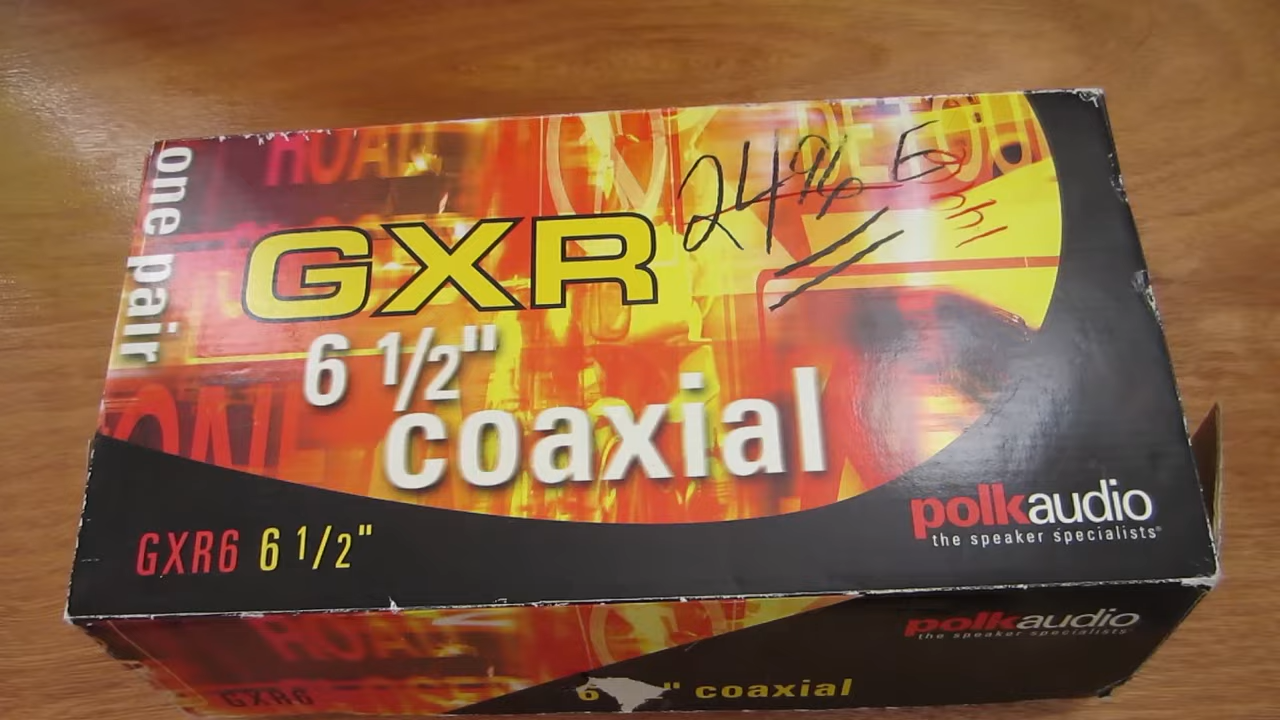 one pair
GXR
6 1/2"
coaxial
GXR6 6 1/2"
polkaudio
the speaker specialists®
polkaudio
the speaker specialists
GXR6
" coaxial